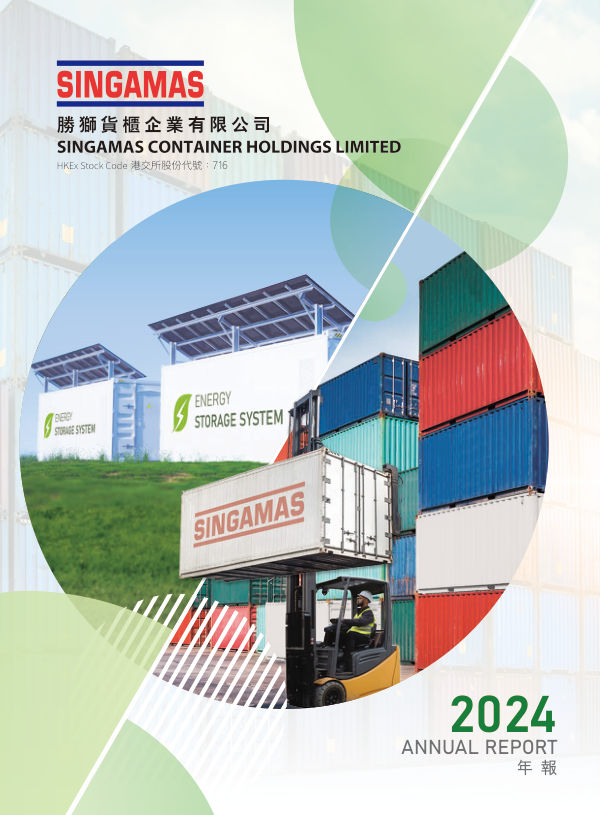 SINGAMAS
勝獅貨櫃企業有限公司
SINGAMAS CONTAINER HOLDINGS LIMITED
HKEx Stock Code 港交所股份代號：716
ENERGY
STORAGE SYSTEM
ENERGY
STORAGE SYSTEM
SINGAMAS
2024
ANNUAL REPORT
年報